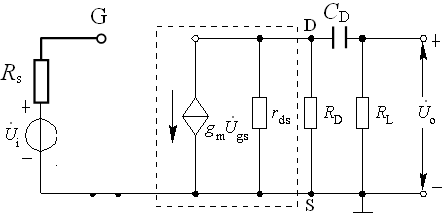 G
D
C_D
R_s
+
U̇_i
−
g_m U̇_gs
r_ds
R_D
R_L
+
U̇_o
−
S